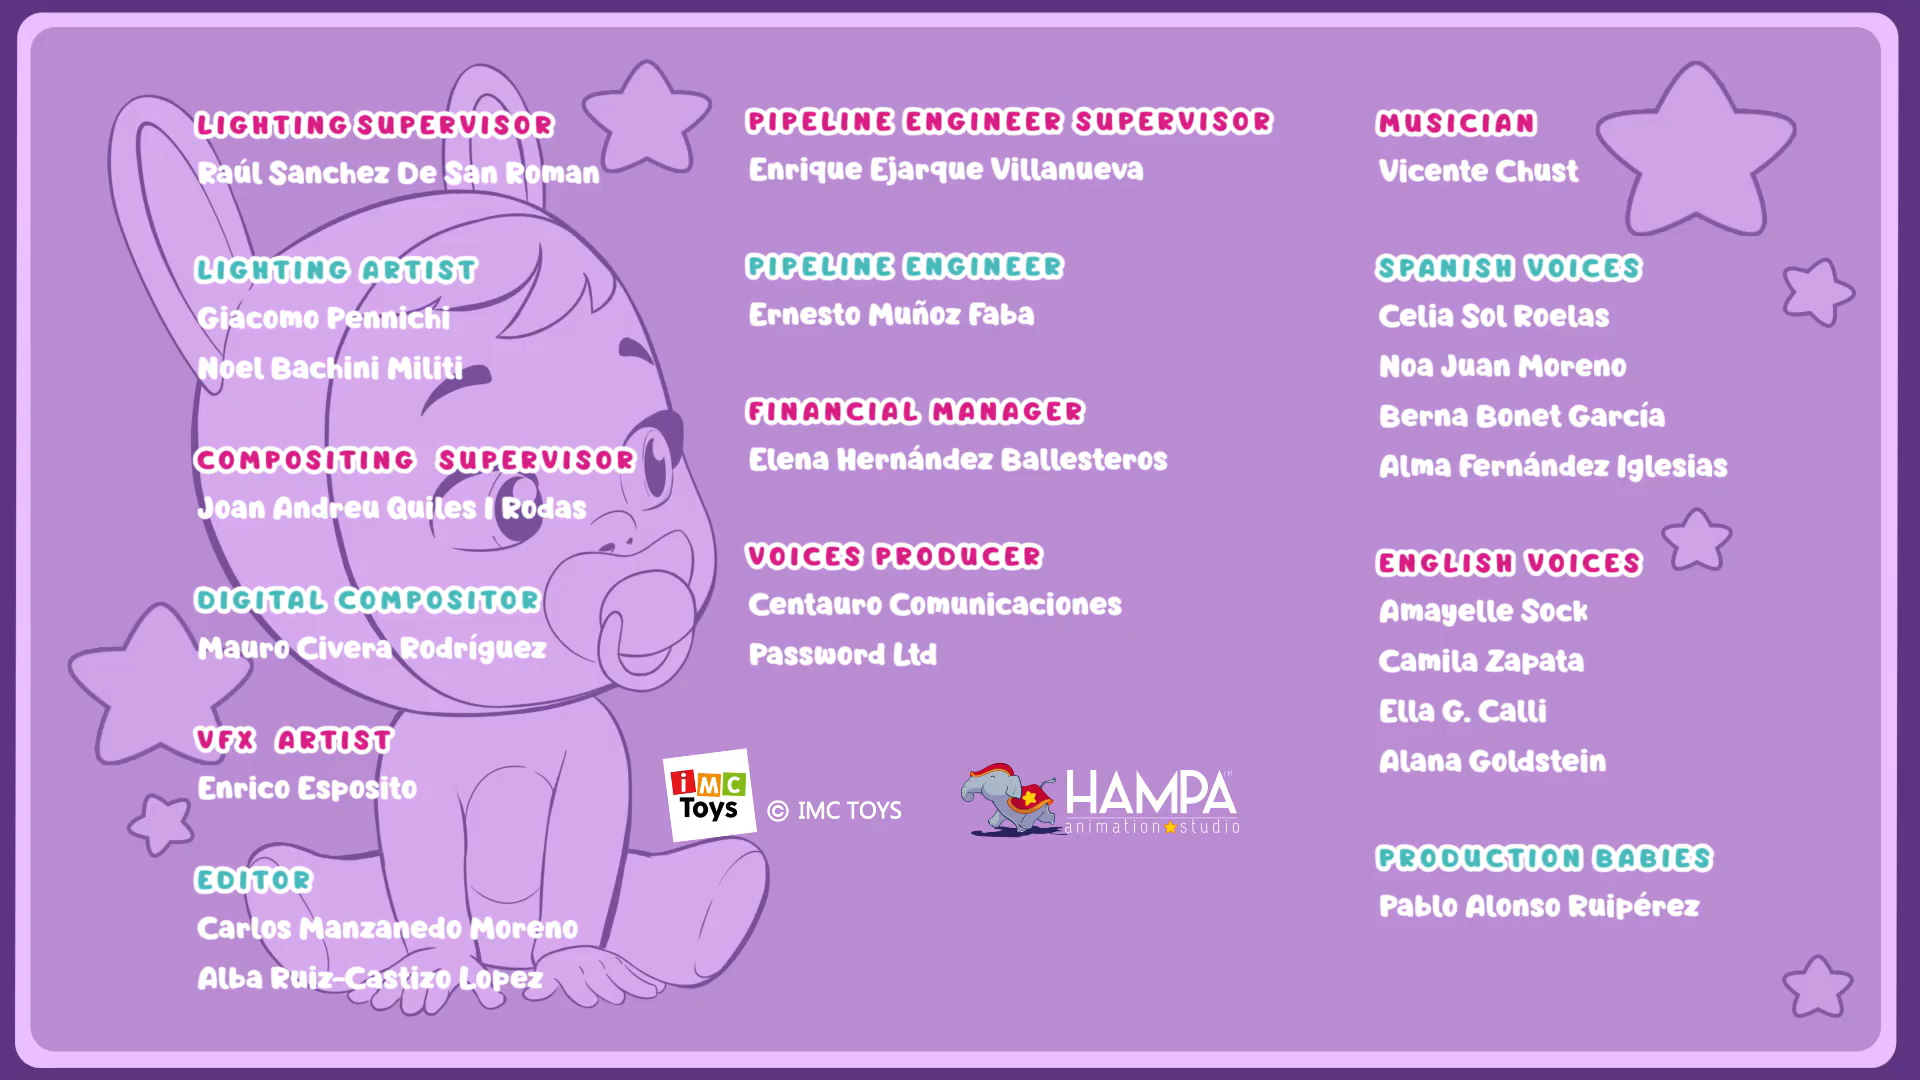 LIGHTING SUPERVISOR
Raúl Sanchez De San Roman
LIGHTING ARTIST
Giacomo Pennichi
Noel Bachini Militi
COMPOSITING SUPERVISOR
Joan Andreu Quiles I Rodas
DIGITAL COMPOSITOR
Mauro Civera Rodríguez
VFX ARTIST
Enrico Esposito
EDITOR
Carlos Manzanedo Moreno
Alba Ruiz-Castizo Lopez
PIPELINE ENGINEER SUPERVISOR
Enrique Ejarque Villanueva
PIPELINE ENGINEER
Ernesto Muñoz Faba
FINANCIAL MANAGER
Elena Hernández Ballesteros
VOICES PRODUCER
Centauro Comunicaciones
Password Ltd
iMC
Toys
© IMC TOYS
HAMPA™
animation studio
MUSICIAN
Vicente Chust
SPANISH VOICES
Celia Sol Roelas
Noa Juan Moreno
Berna Bonet García
Alma Fernández Iglesias
ENGLISH VOICES
Amayelle Sock
Camila Zapata
Ella G. Calli
Alana Goldstein
PRODUCTION BABIES
Pablo Alonso Ruipérez